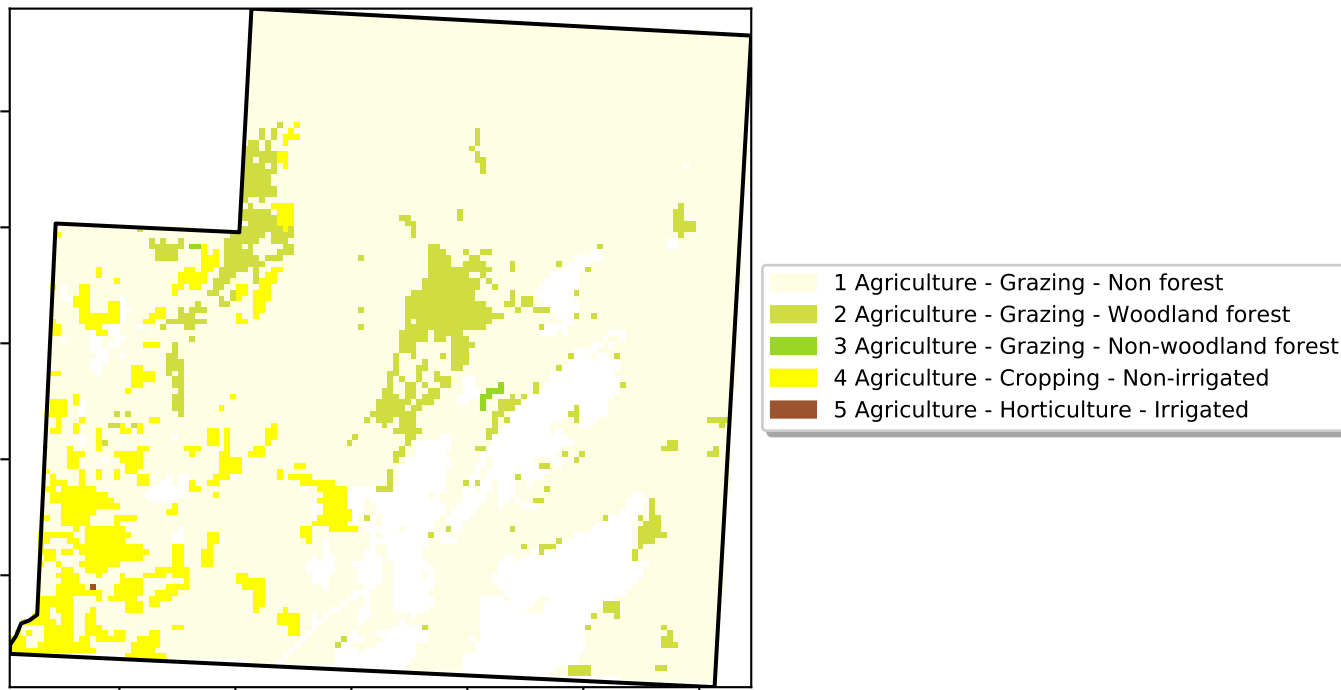 1 Agriculture - Grazing - Non forest
2 Agriculture - Grazing - Woodland forest
3 Agriculture - Grazing - Non-woodland forest
4 Agriculture - Cropping - Non-irrigated
5 Agriculture - Horticulture - Irrigated